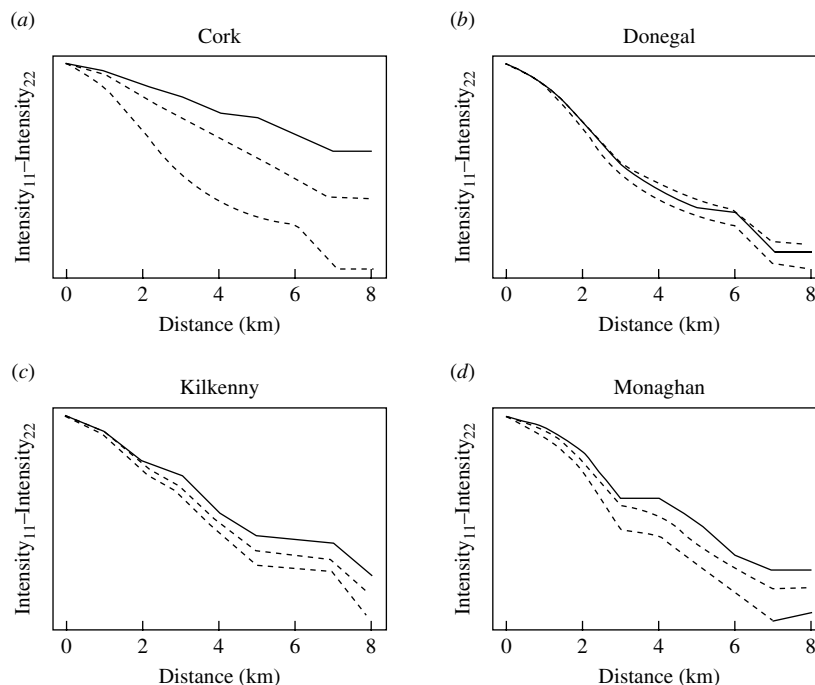 (a)
Cork
Intensity₁₁–Intensity₂₂
0 2 4 6 8
Distance (km)
(b)
Donegal
Intensity₁₁–Intensity₂₂
0 2 4 6 8
Distance (km)
(c)
Kilkenny
Intensity₁₁–Intensity₂₂
0 2 4 6 8
Distance (km)
(d)
Monaghan
Intensity₁₁–Intensity₂₂
0 2 4 6 8
Distance (km)